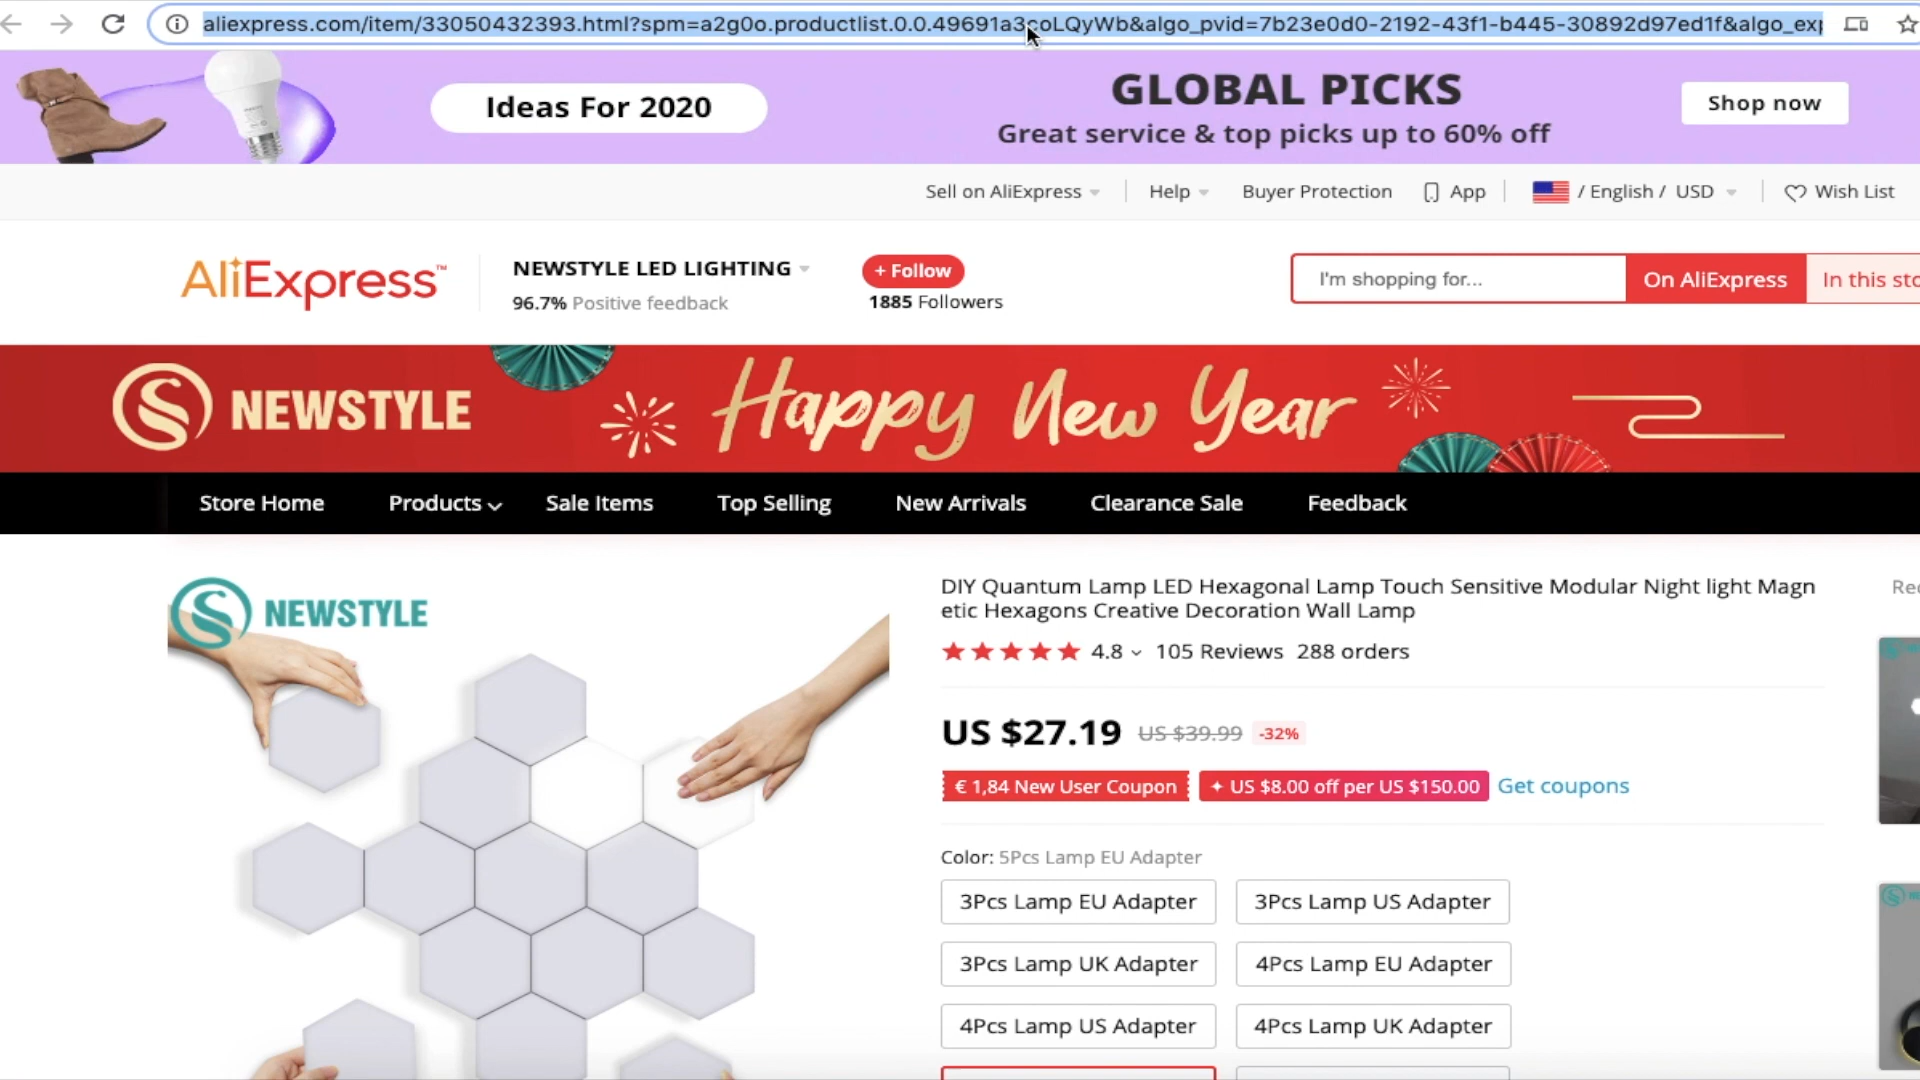 aliexpress.com/item/33050432393.html?spm=a2g0o.productlist.0.0.49691a3coLQyWb&algo_pvid=7b23e0d0-2192-43f1-b445-30892d97ed1f&algo_exp
Ideas For 2020
GLOBAL PICKS
Great service & top picks up to 60% off
Shop now
Sell on AliExpress
Help
Buyer Protection
App
/ English / USD
Wish List
AliExpress™
NEWSTYLE LED LIGHTING
96.7% Positive feedback
+ Follow
1885 Followers
I'm shopping for...
On AliExpress
In this sto
NEWSTYLE
Happy New Year
Store Home
Products
Sale Items
Top Selling
New Arrivals
Clearance Sale
Feedback
NEWSTYLE
DIY Quantum Lamp LED Hexagonal Lamp Touch Sensitive Modular Night light Magn
etic Hexagons Creative Decoration Wall Lamp
4.8
105 Reviews
288 orders
Rec
US $27.19 US $39.99 -32%
€ 1,84 New User Coupon
US $8.00 off per US $150.00
Get coupons
Color: 5Pcs Lamp EU Adapter
3Pcs Lamp EU Adapter
3Pcs Lamp US Adapter
3Pcs Lamp UK Adapter
4Pcs Lamp EU Adapter
4Pcs Lamp US Adapter
4Pcs Lamp UK Adapter